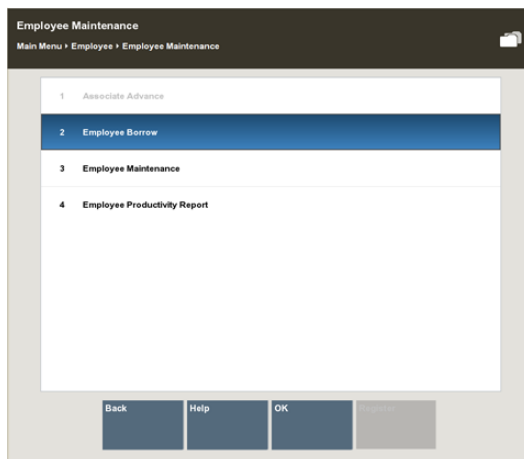 Employee Maintenance
Main Menu › Employee › Employee Maintenance
1 Associate Advance
2 Employee Borrow
3 Employee Maintenance
4 Employee Productivity Report
Back Help OK Register